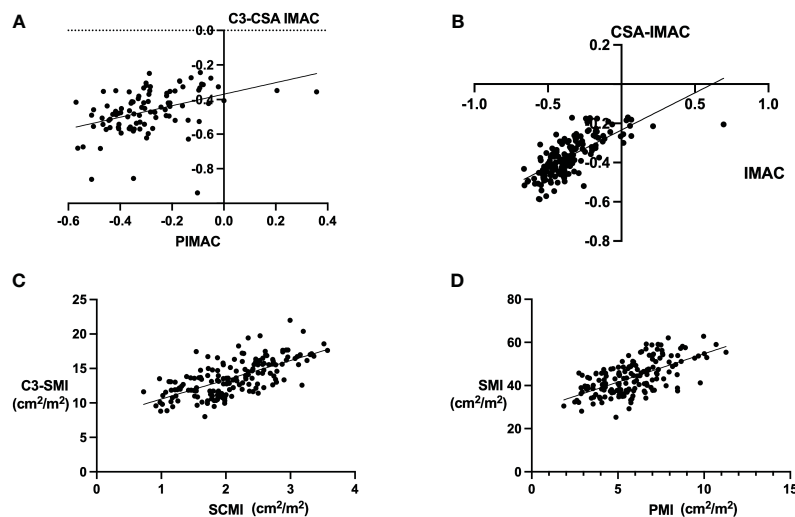 A
C3-CSA IMAC
0.0
-0.2
-0.4
-0.6
-0.8
-0.6 -0.4 -0.2 0.0 0.2 0.4
PIMAC
B
CSA-IMAC
0.2
-1.0 -0.5 0.5 1.0
-0.2
-0.4
-0.6
-0.8
IMAC
C
25
20
15
10
5
0
C3-SMI
(cm²/m²)
0 1 2 3 4
SCMI (cm²/m²)
D
80
60
40
20
0
SMI
(cm²/m²)
0 5 10 15
PMI (cm²/m²)